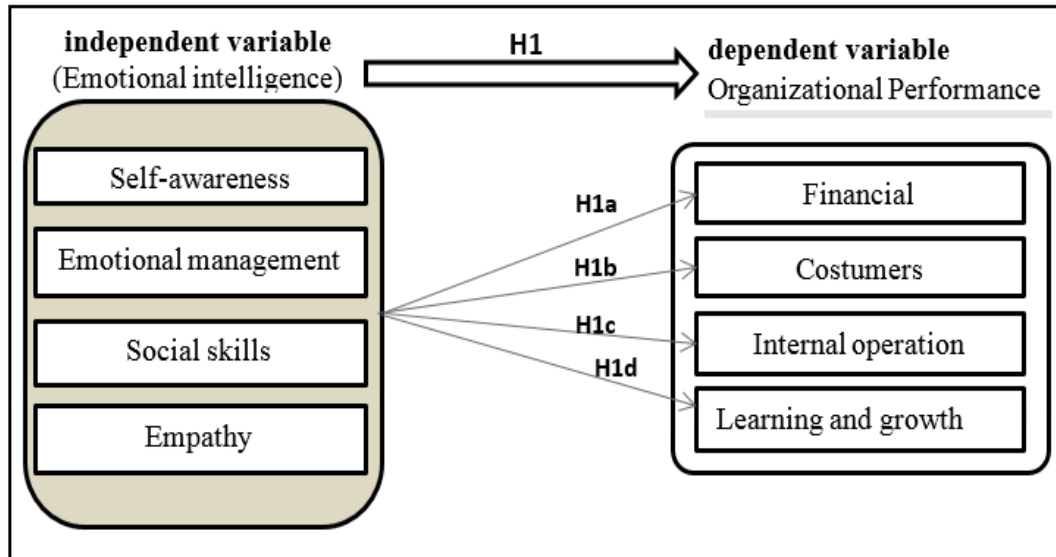 independent variable
(Emotional intelligence)
H1
dependent variable
Organizational Performance
Self-awareness
Emotional management
Social skills
Empathy
H1a
H1b
H1c
H1d
Financial
Costumers
Internal operation
Learning and growth